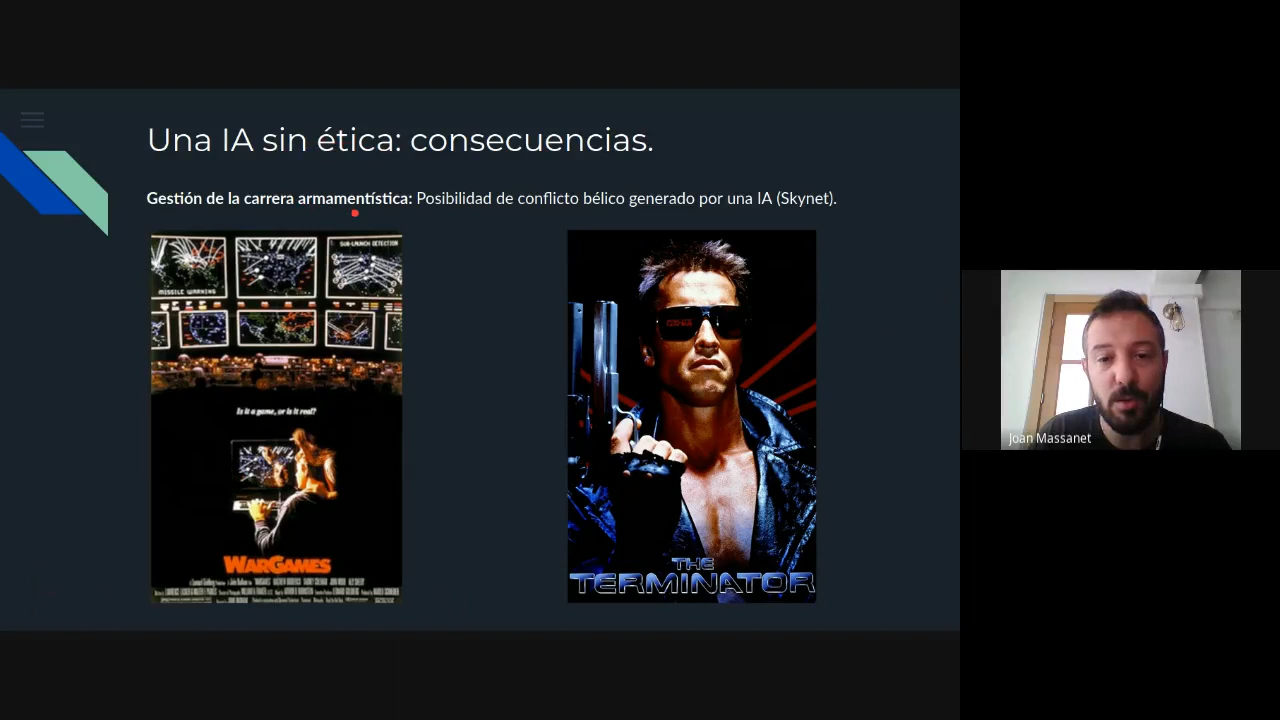 Una IA sin ética: consecuencias.
Gestión de la carrera armamentística: Posibilidad de conflicto bélico generado por una IA (Skynet).
SUB-LAUNCH DETECTION
MISSILE WARNING
Is it a game, or is it real?
WARGAMES
THE
TERMINATOR
Joan Massanet